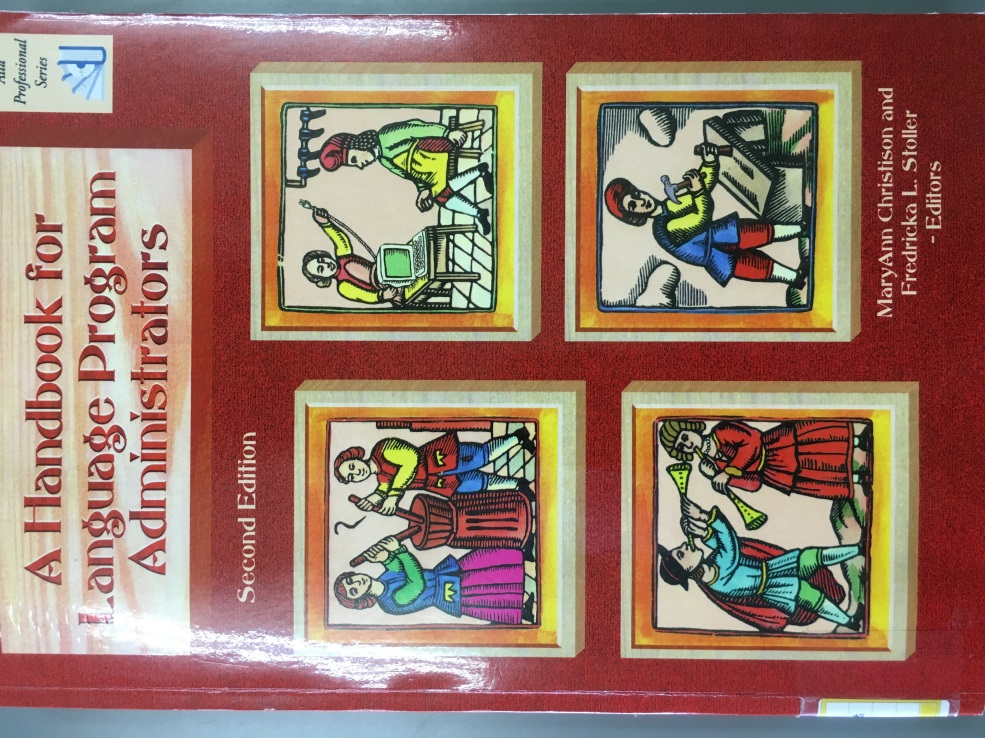 Alta
Professional
Series
A Handbook for
Language Program
Administrators
Second Edition
MaryAnn Christison and
Fredricka L. Stoller
- Editors